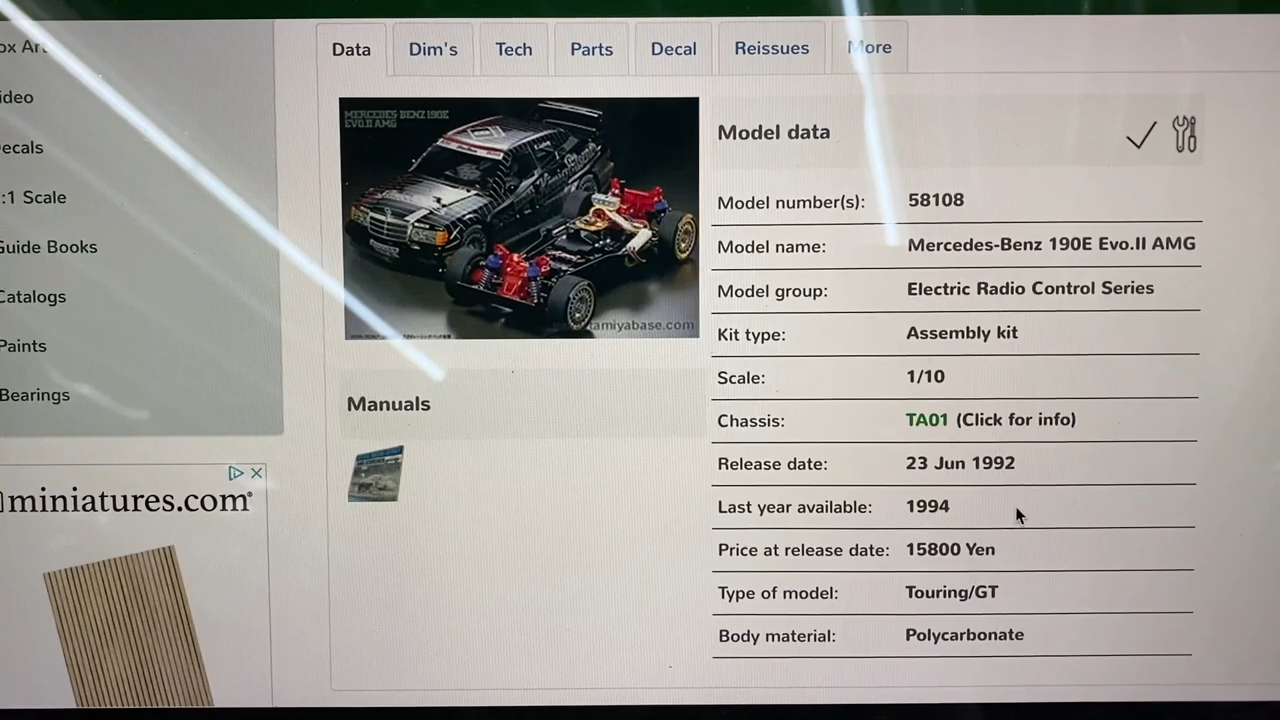 ox Art
ideo
ecals
:1 Scale
Guide Books
Catalogs
Paints
Bearings
miniatures.com
Data
Dim's
Tech
Parts
Decal
Reissues
More
MERCEDES-BENZ 190E
EVO.II AMG
tamiyabase.com
Manuals
Model data
Model number(s): 58108
Model name: Mercedes-Benz 190E Evo.II AMG
Model group: Electric Radio Control Series
Kit type: Assembly kit
Scale: 1/10
Chassis: TA01 (Click for info)
Release date: 23 Jun 1992
Last year available: 1994
Price at release date: 15800 Yen
Type of model: Touring/GT
Body material: Polycarbonate